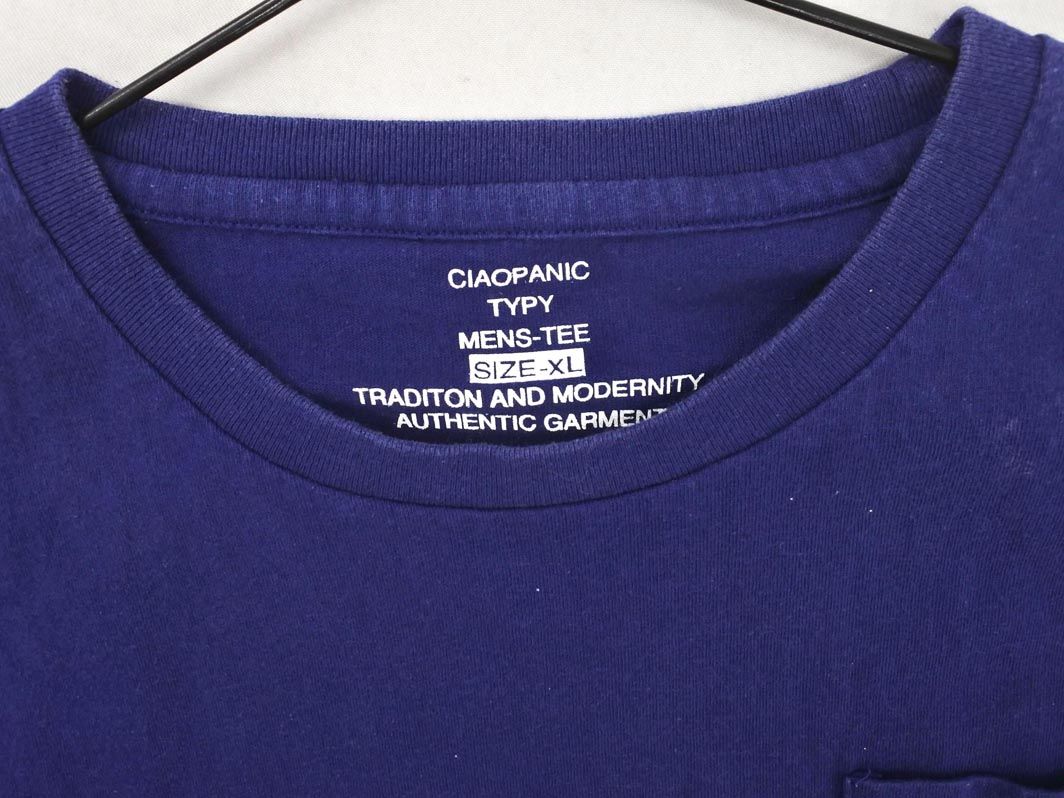 CIAOPANIC
TYPY
MENS-TEE
SIZE-XL
TRADITON AND MODERNITY
AUTHENTIC GARMENT